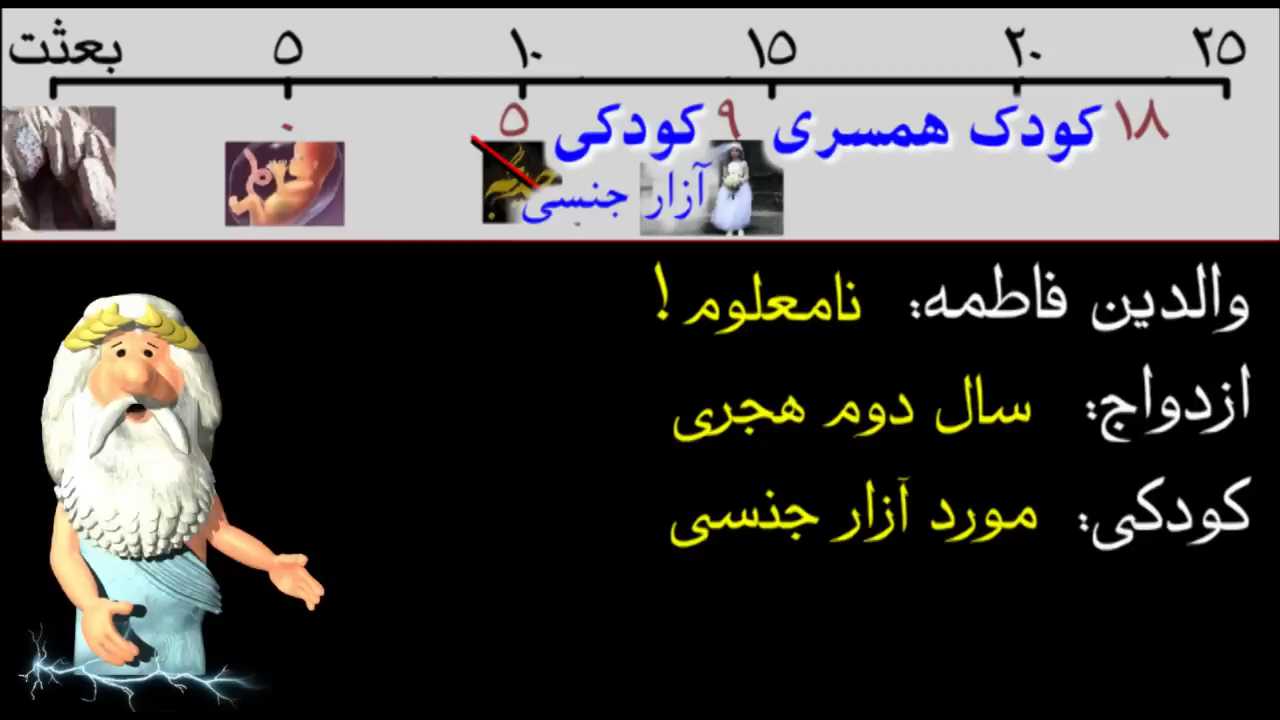 بعثت ۵ ۱۰ ۱۵ ۲۰ ۲۵
۰ ۵ کودکی ۹ کودک همسری ۱۸
آزار جنسی
والدین فاطمه: نامعلوم!
ازدواج: سال دوم هجری
کودکی: مورد آزار جنسی